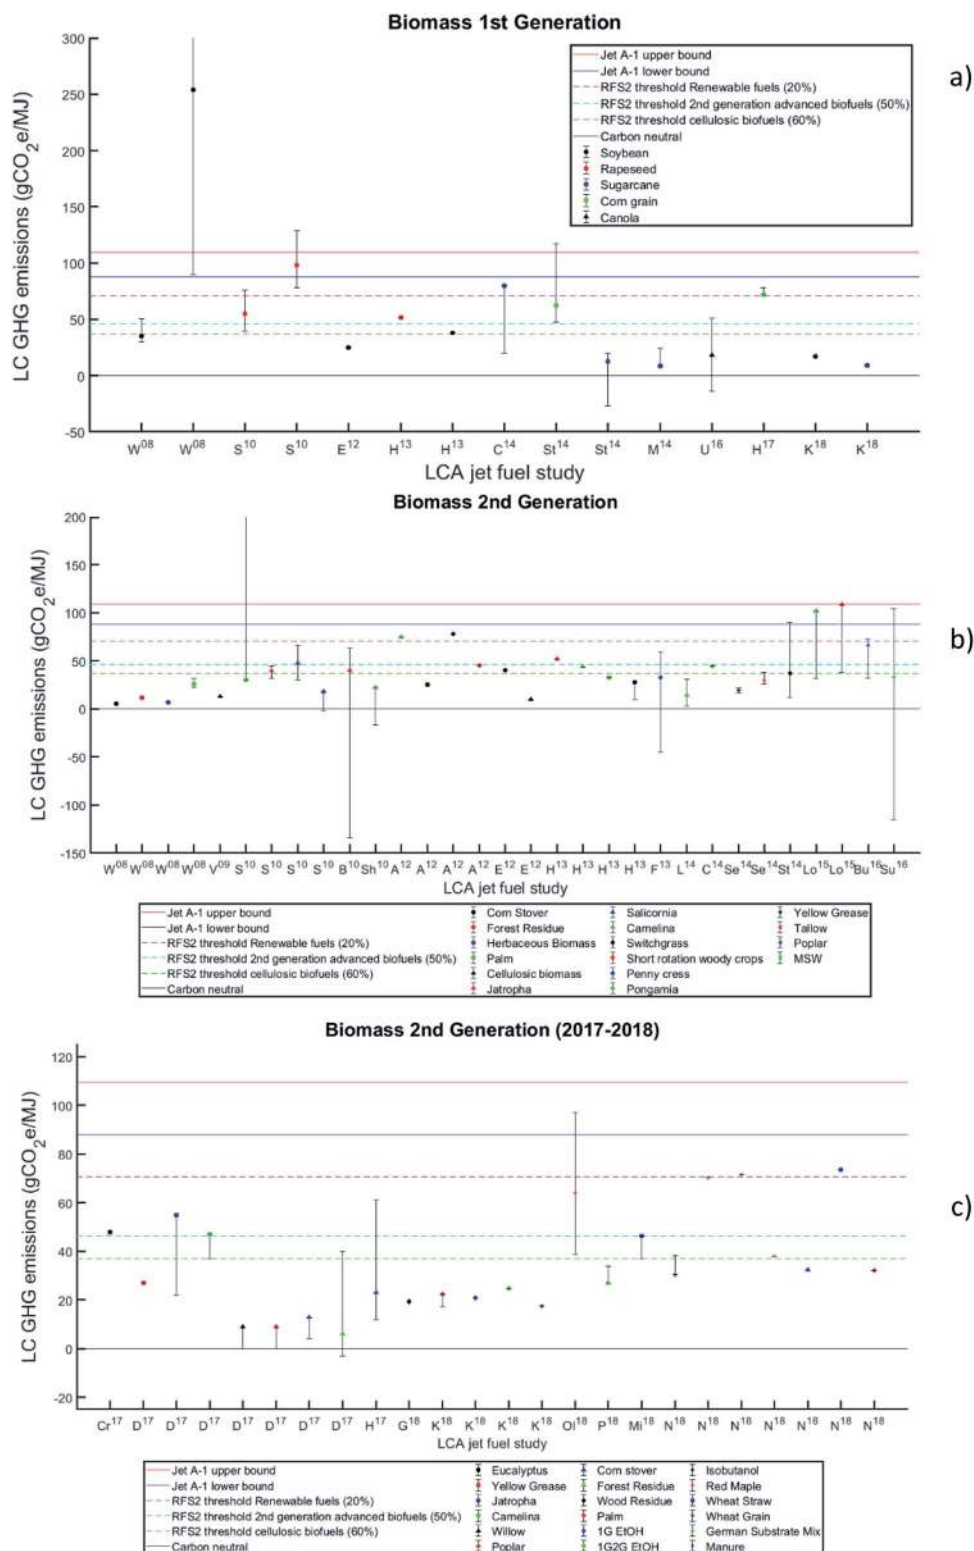 Biomass 1st Generation
a)
LC GHG emissions (gCO2e/MJ)
300
250
200
150
100
50
0
-50
Jet A-1 upper bound
Jet A-1 lower bound
RFS2 threshold Renewable fuels (20%)
RFS2 threshold 2nd generation advanced biofuels (50%)
RFS2 threshold cellulosic biofuels (60%)
Carbon neutral
Soybean
Rapeseed
Sugarcane
Corn grain
Canola
W08 W08 S10 S10 E12 H13 H13 C14 St14 St14 M14 U16 H17 K18 K18
LCA jet fuel study
Biomass 2nd Generation
b)
LC GHG emissions (gCO2e/MJ)
200
150
100
50
0
-50
-100
-150
W08 W08 W08 W08 V09 S10 S10 S10 S10 B10 Sh10 A12 A12 A12 A12 E12 E12 H13 H13 H13 H13 F13 L14 C14 Se14 Se14 St14 Lo15 Lo15 Bu16 Su16
LCA jet fuel study
Jet A-1 upper bound
Jet A-1 lower bound
RFS2 threshold Renewable fuels (20%)
RFS2 threshold 2nd generation advanced biofuels (50%)
RFS2 threshold cellulosic biofuels (60%)
Carbon neutral
Corn Stover
Forest Residue
Herbaceous Biomass
Palm
Cellulosic biomass
Jatropha
Salicornia
Camelina
Switchgrass
Short rotation woody crops
Penny cress
Pongamia
Yellow Grease
Tallow
Poplar
MSW
Biomass 2nd Generation (2017-2018)
c)
LC GHG emissions (gCO2e/MJ)
120
100
80
60
40
20
0
-20
Cr17 D17 D17 D17 D17 D17 D17 D17 H17 G18 K18 K18 K18 K18 Ol18 P18 Mi18 N18 N18 N18 N18 N18 N18 N18
LCA jet fuel study
Jet A-1 upper bound
Jet A-1 lower bound
RFS2 threshold Renewable fuels (20%)
RFS2 threshold 2nd generation advanced biofuels (50%)
RFS2 threshold cellulosic biofuels (60%)
Carbon neutral
Eucalyptus
Yellow Grease
Jatropha
Camelina
Willow
Poplar
Corn stover
Forest Residue
Wood Residue
Palm
1G EtOH
1G2G EtOH
Isobutanol
Red Maple
Wheat Straw
Wheat Grain
German Substrate Mix
Manure